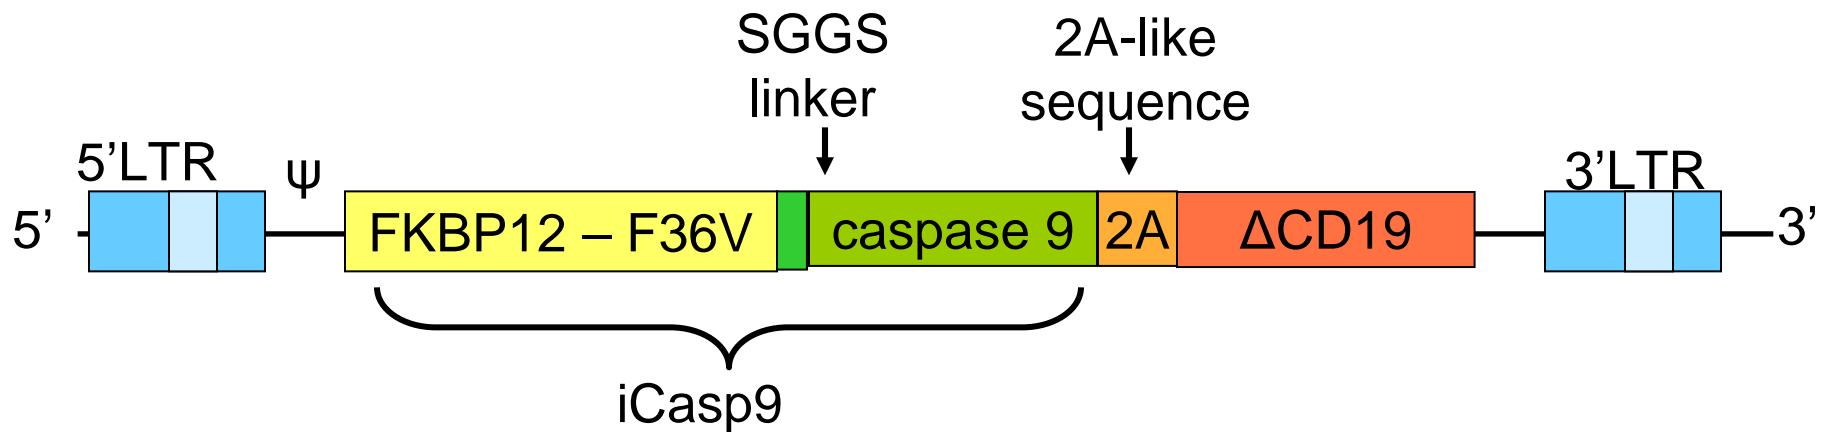 SGGS
linker
2A-like
sequence
5’LTR
ψ
3’LTR
5’
FKBP12 – F36V
caspase 9
2A
ΔCD19
3’
iCasp9